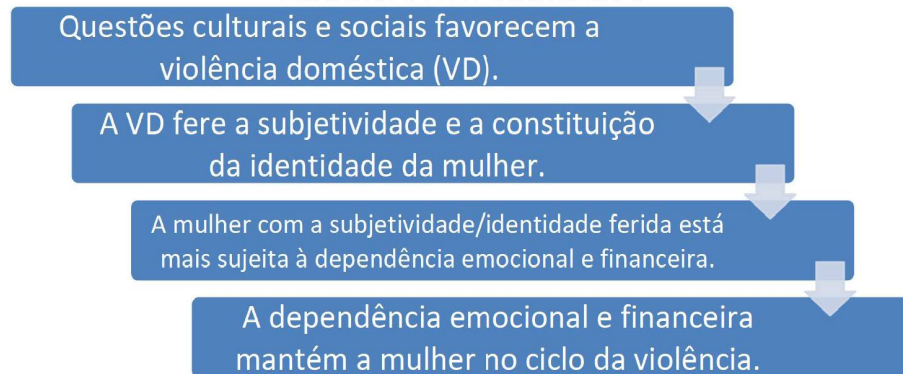 Questões culturais e sociais favorecem a
violência doméstica (VD).
A VD fere a subjetividade e a constituição
da identidade da mulher.
A mulher com a subjetividade/identidade ferida está
mais sujeita à dependência emocional e financeira.
A dependência emocional e financeira
mantém a mulher no ciclo da violência.